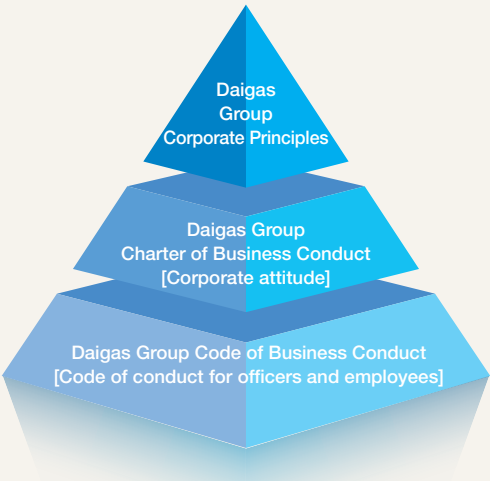 Daigas
Group
Corporate Principles
Daigas Group
Charter of Business Conduct
[Corporate attitude]
Daigas Group Code of Business Conduct
[Code of conduct for officers and employees]